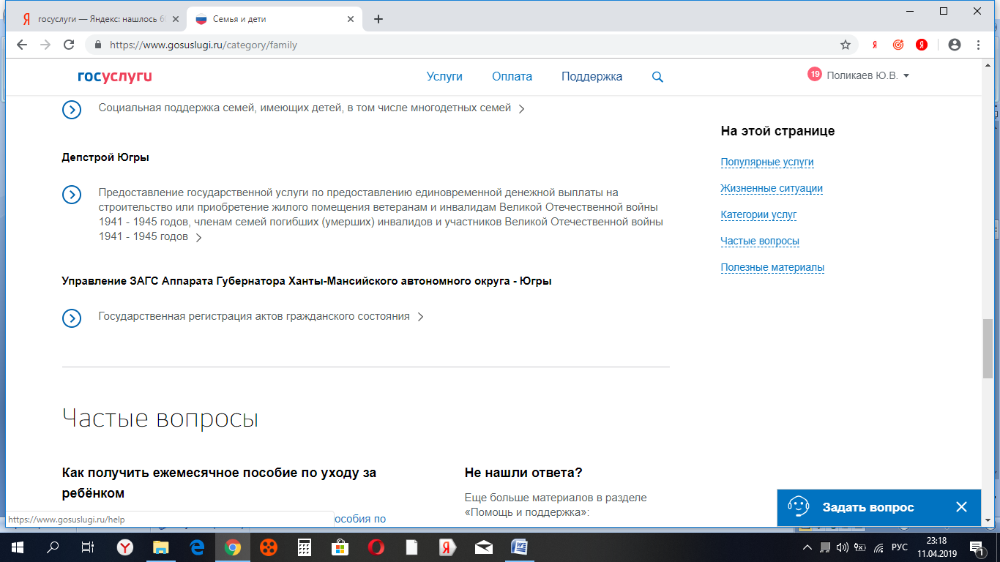 госуслуги — Яндекс: нашлось 6
Семья и дети
https://www.gosuslugi.ru/category/family
госуслуги
Услуги
Оплата
Поддержка
19 Поликаев Ю.В.
Социальная поддержка семей, имеющих детей, в том числе многодетных семей
Депстрой Югры
Предоставление государственной услуги по предоставлению единовременной денежной выплаты на
строительство или приобретение жилого помещения ветеранам и инвалидам Великой Отечественной войны
1941 - 1945 годов, членам семей погибших (умерших) инвалидов и участников Великой Отечественной войны
1941 - 1945 годов
Управление ЗАГС Аппарата Губернатора Ханты-Мансийского автономного округа - Югры
Государственная регистрация актов гражданского состояния
На этой странице
Популярные услуги
Жизненные ситуации
Категории услуг
Частые вопросы
Полезные материалы
Частые вопросы
Как получить ежемесячное пособие по уходу за
ребёнком
особия по
Не нашли ответа?
Еще больше материалов в разделе
«Помощь и поддержка»:
Задать вопрос
https://www.gosuslugi.ru/help
РУС
23:18
11.04.2019
1